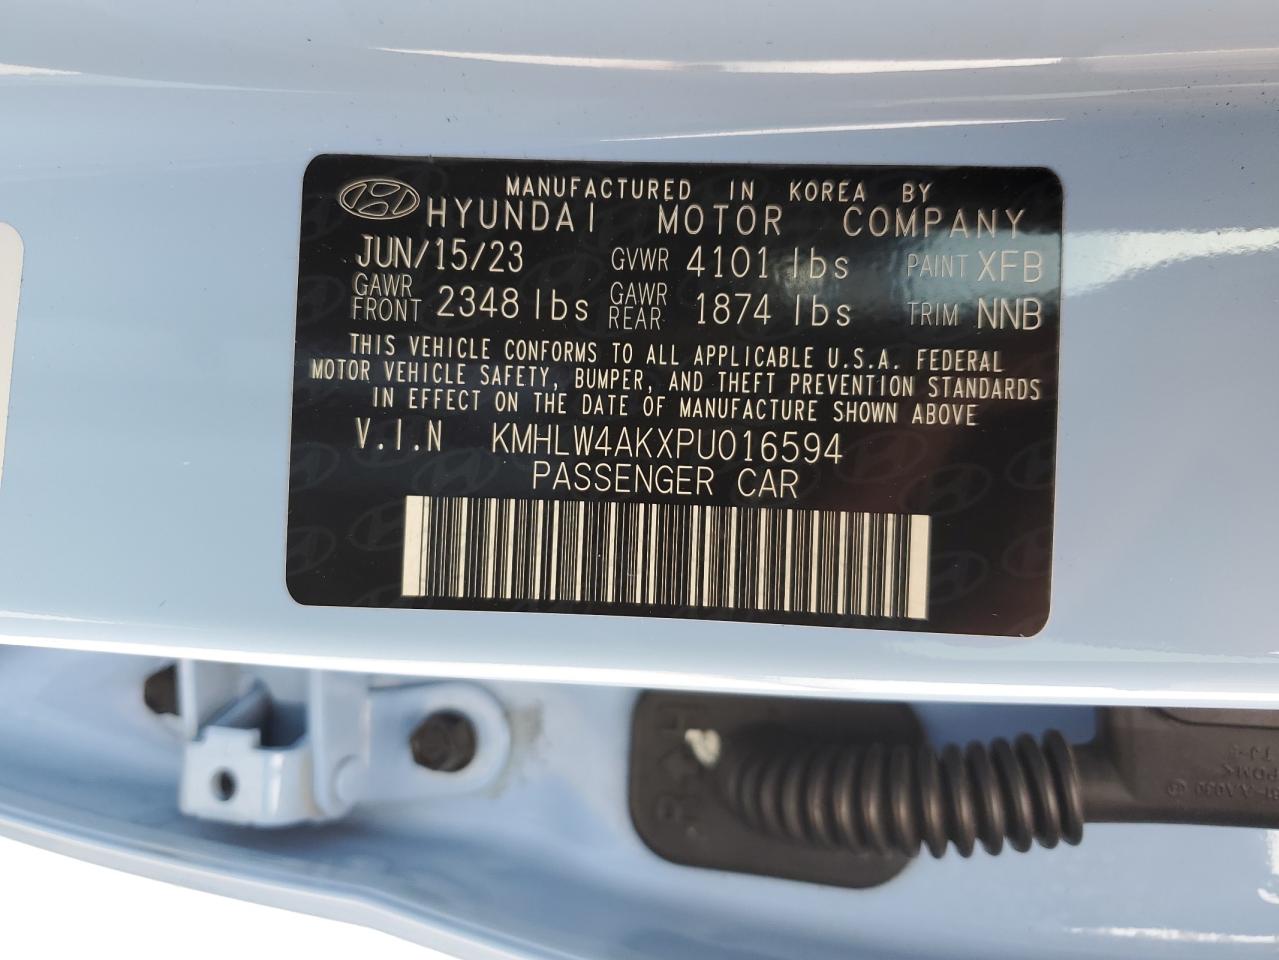 MANUFACTURED IN KOREA BY
HYUNDAI MOTOR COMPANY
JUN/15/23 GVWR 4101 lbs PAINT XFB
GAWR FRONT 2348 lbs GAWR REAR 1874 lbs TRIM NNB
THIS VEHICLE CONFORMS TO ALL APPLICABLE U.S.A. FEDERAL
MOTOR VEHICLE SAFETY, BUMPER, AND THEFT PREVENTION STANDARDS
IN EFFECT ON THE DATE OF MANUFACTURE SHOWN ABOVE
V.I.N KMHLW4AKXPU016594
PASSENGER CAR